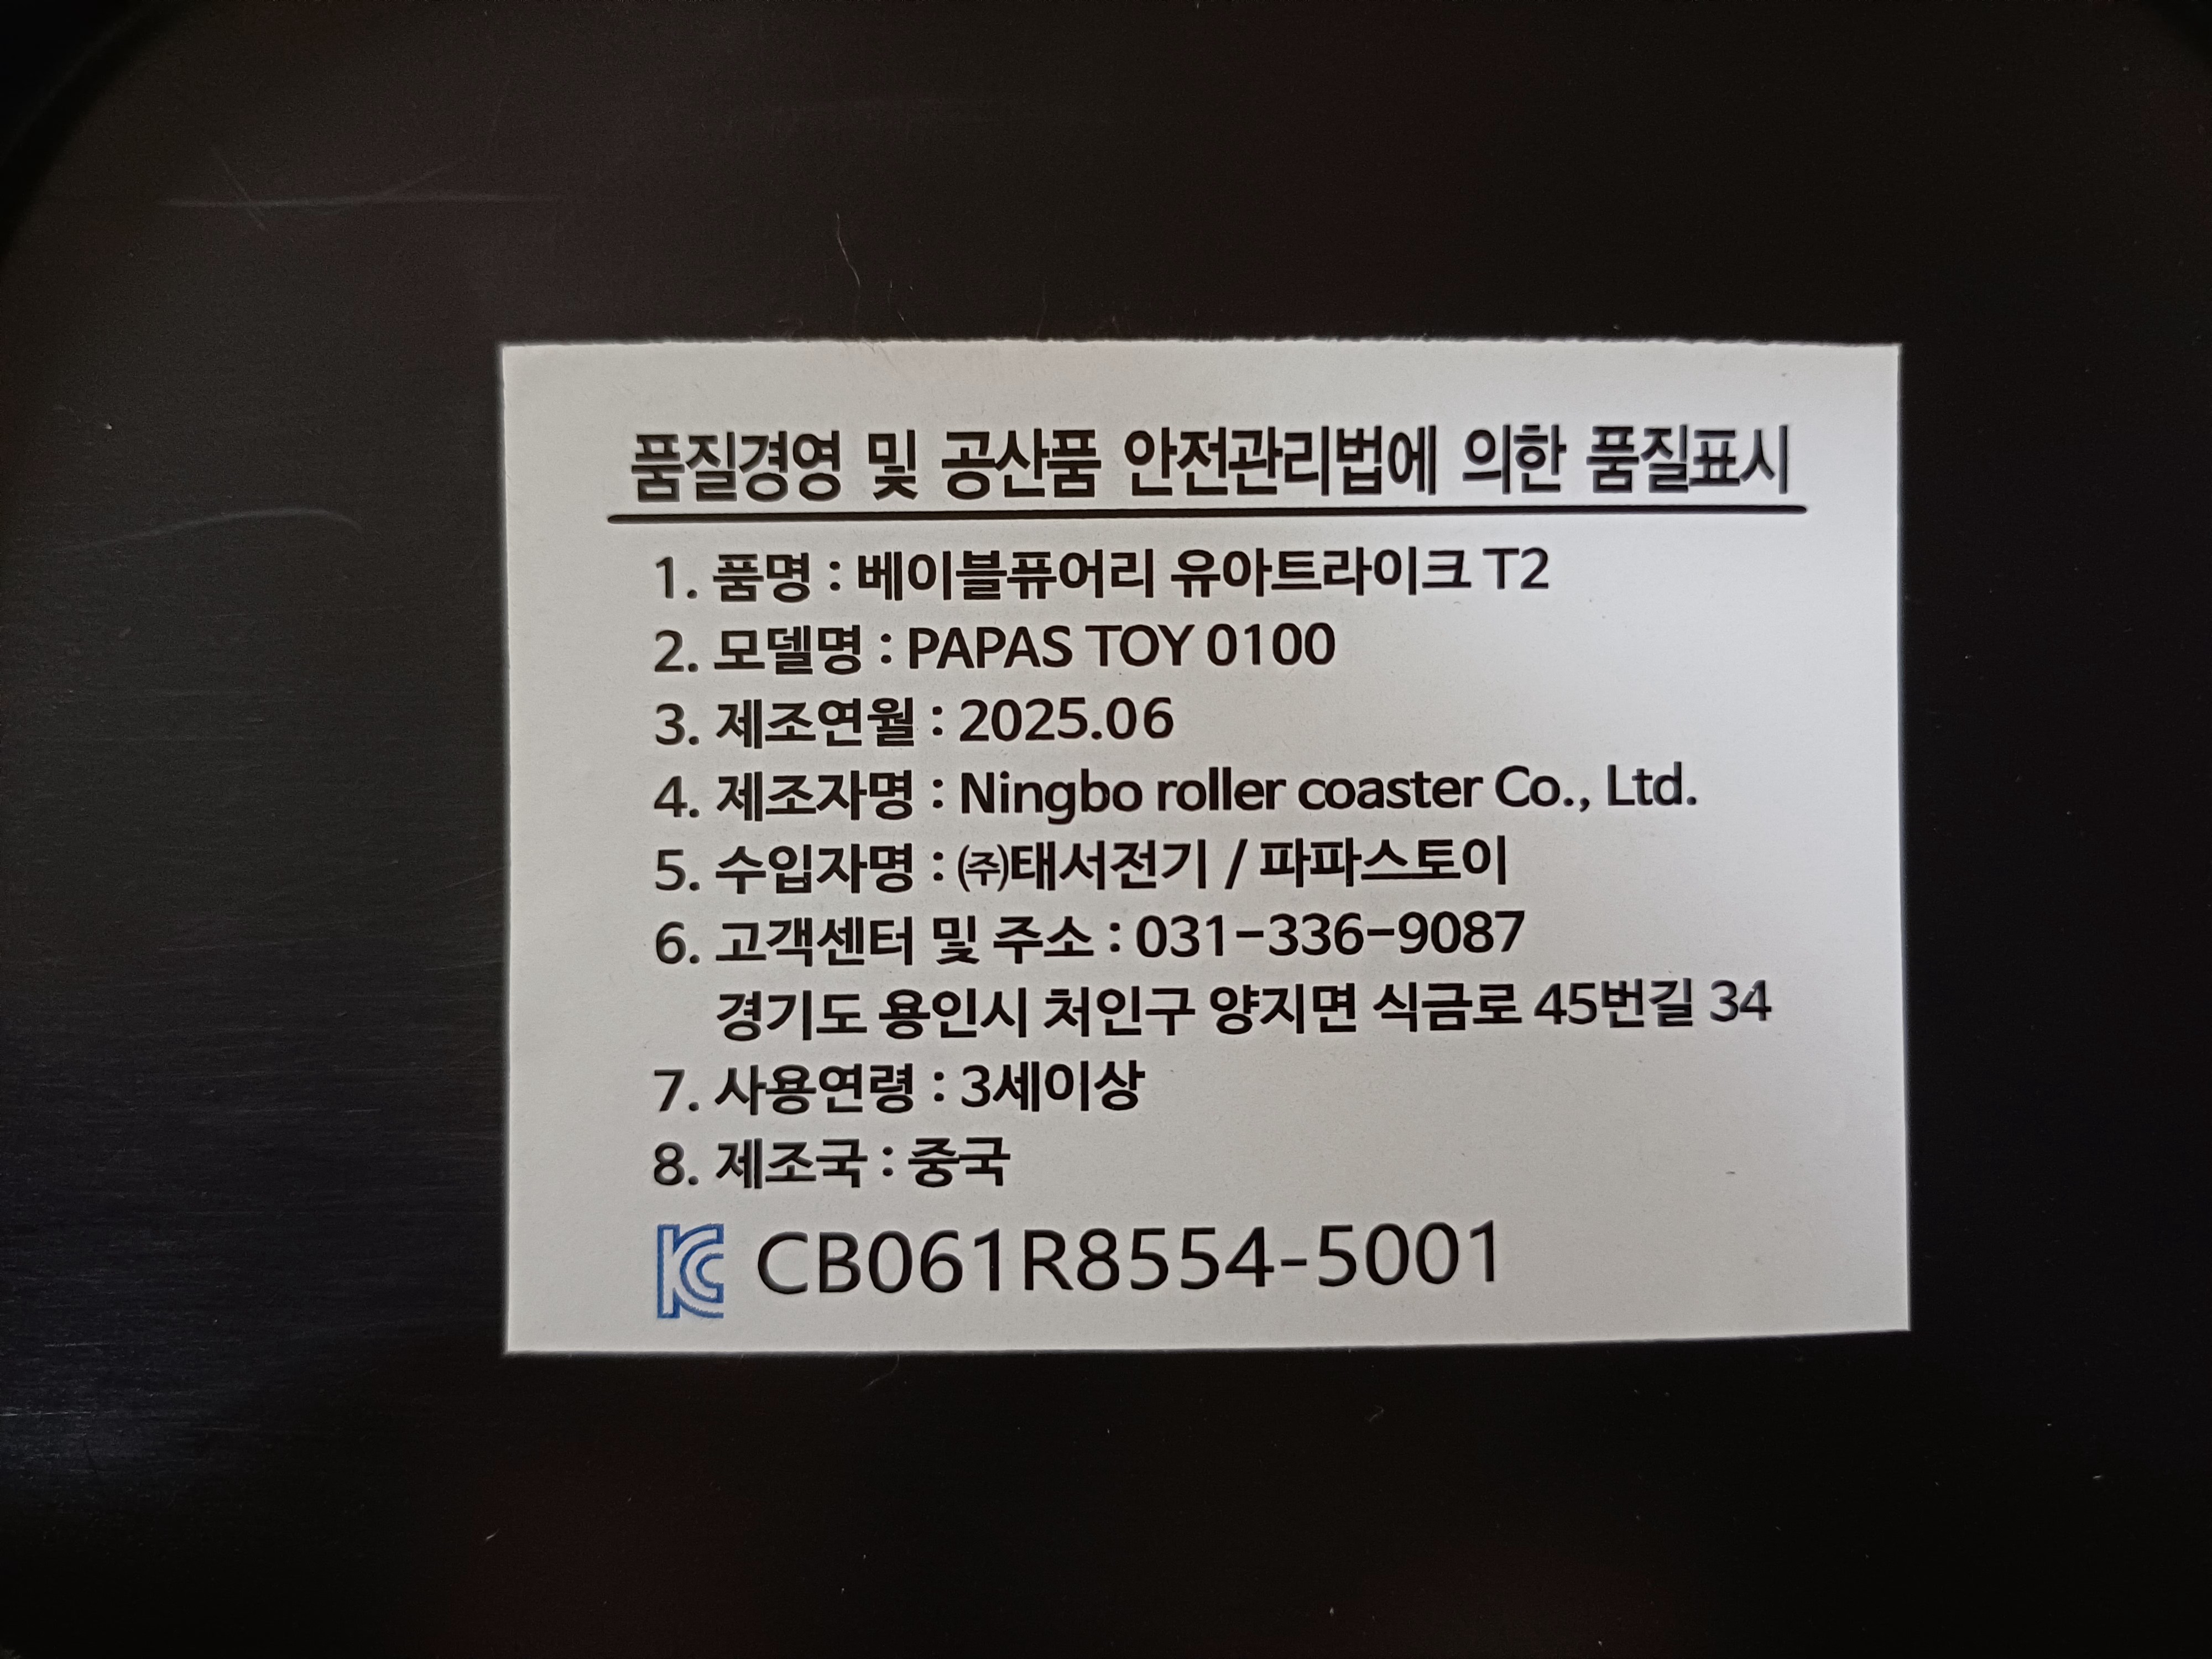 품질경영 및 공산품 안전관리법에 의한 품질표시
1. 품명 : 베이블퓨어리 유아트라이크 T2
2. 모델명 : PAPAS TOY 0100
3. 제조연월 : 2025.06
4. 제조자명 : Ningbo roller coaster Co., Ltd.
5. 수입자명 : ㈜태서전기 / 파파스토이
6. 고객센터 및 주소 : 031-336-9087
경기도 용인시 처인구 양지면 식금로 45번길 34
7. 사용연령 : 3세이상
8. 제조국 : 중국
KC CB061R8554-5001